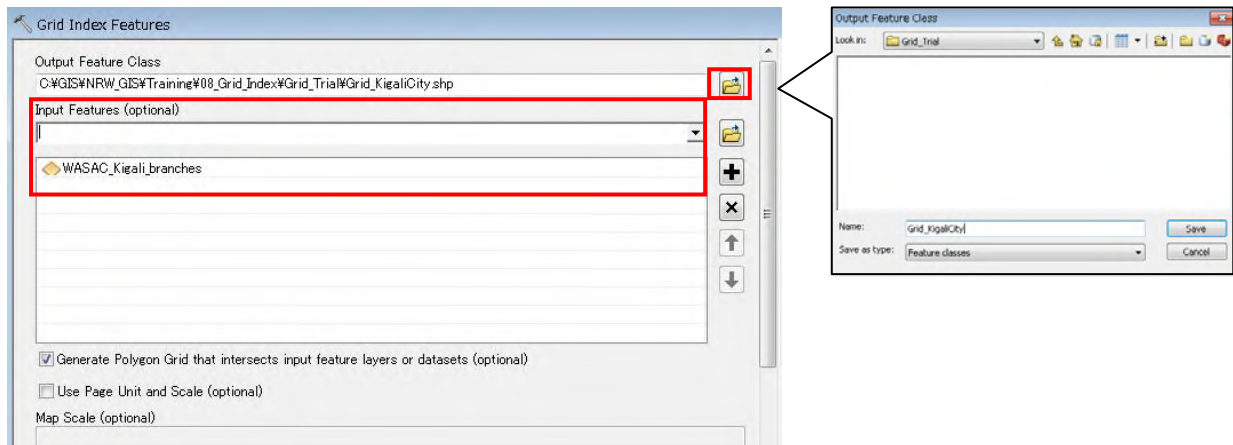 Grid Index Features
Output Feature Class
C:¥GIS¥NRW_GIS¥Training¥08_Grid_Index¥Grid_Trial¥Grid_KigaliCity.shp
Input Features (optional)
WASAC_Kigali_branches
Generate Polygon Grid that intersects input feature layers or datasets (optional)
Use Page Unit and Scale (optional)
Map Scale (optional)
Output Feature Class
Look in:
Grid_Trial
Name:
Grid_KigaliCity
Save
Save as type:
Feature classes
Cancel